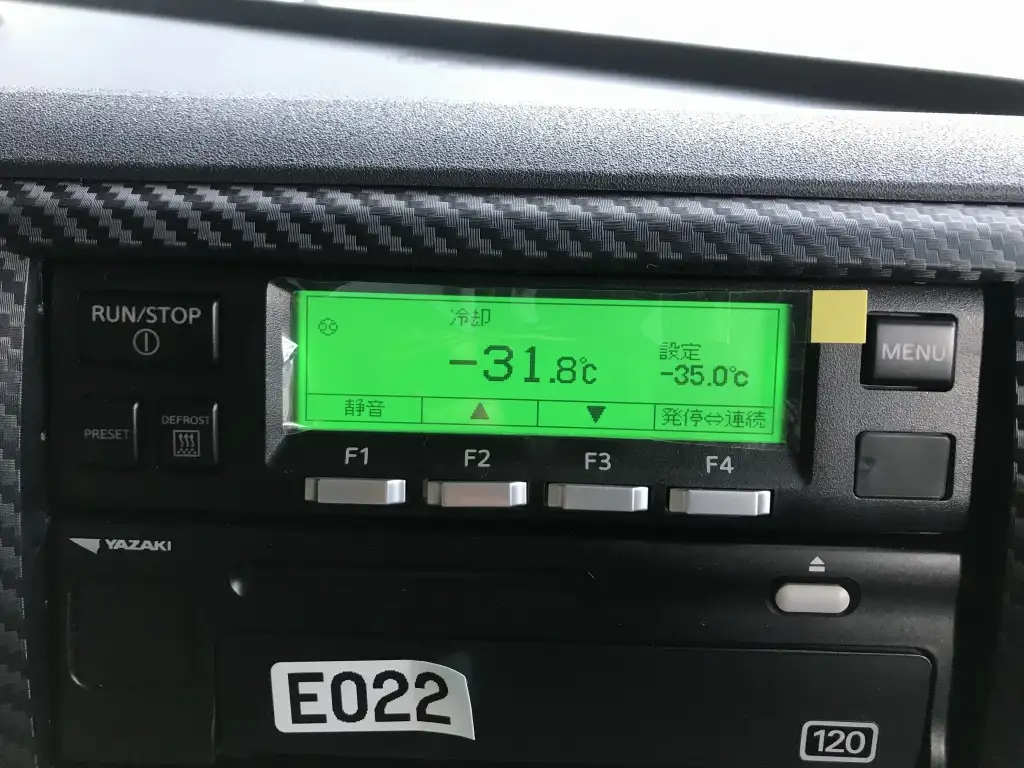 RUN/STOP
PRESET
DEFROST
冷却
-31.8℃
設定
-35.0℃
静音 ▲ ▼ 発停⇔連続
F1 F2 F3 F4
MENU
YAZAKI
E022
120